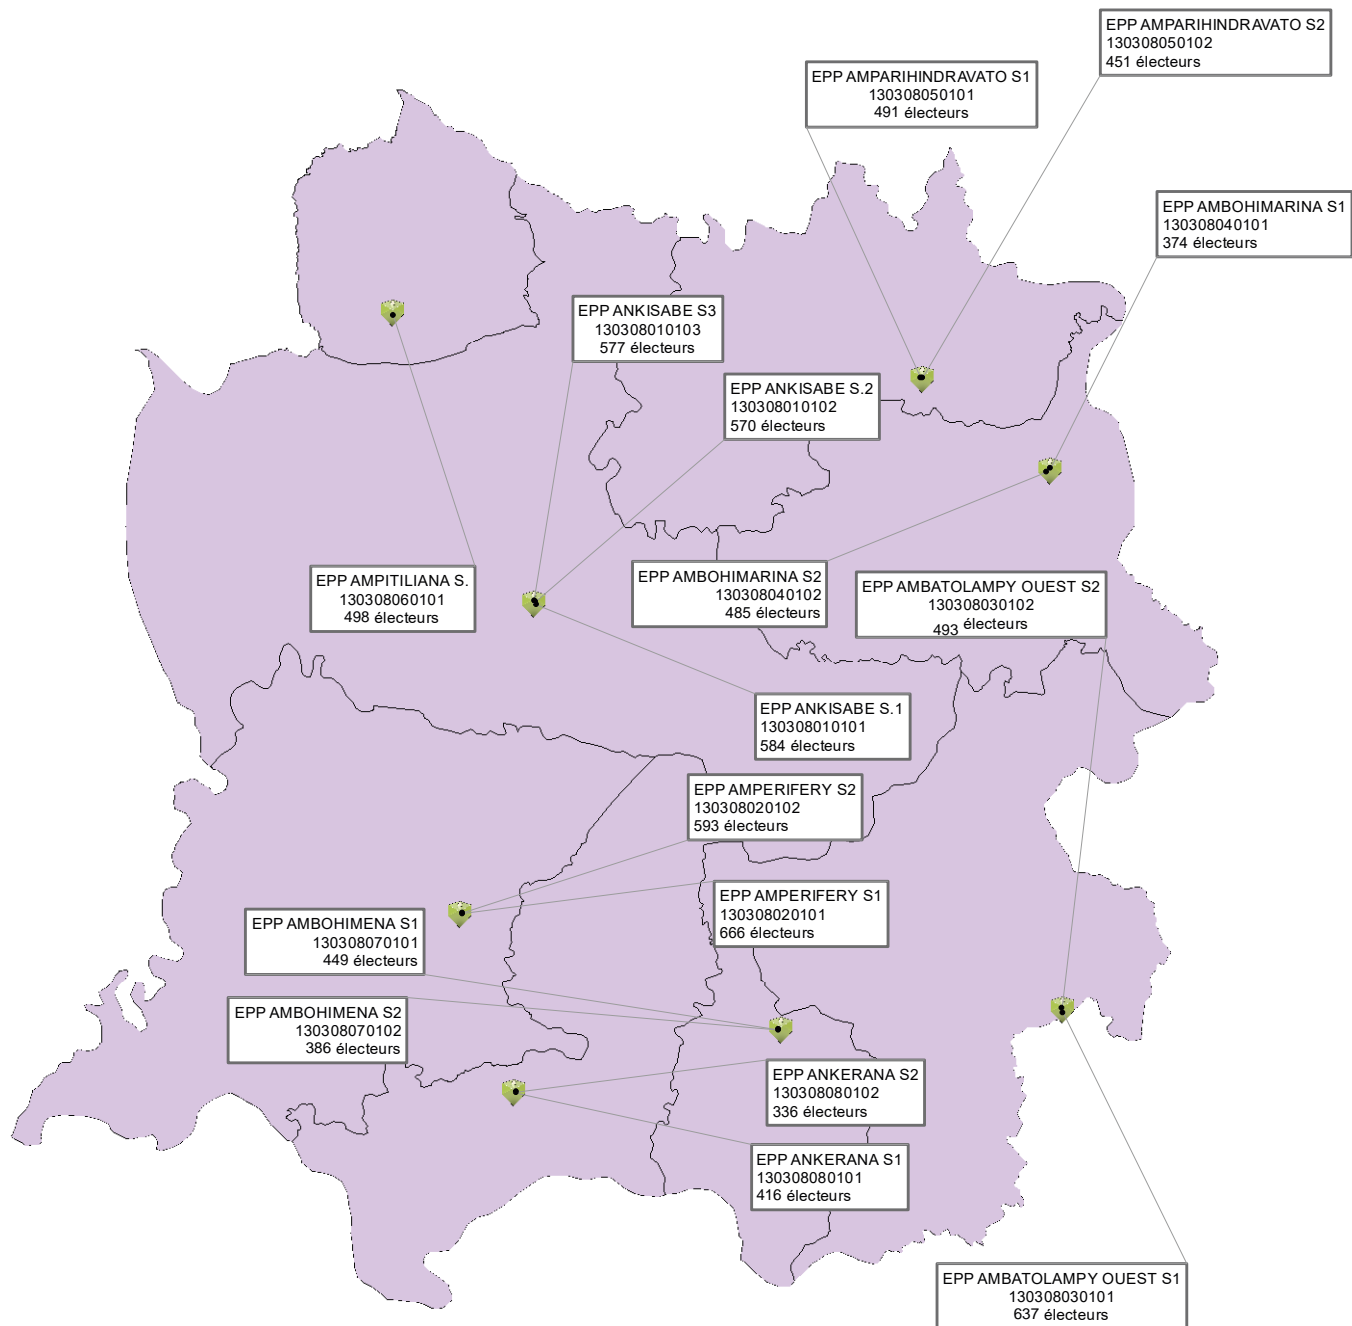 EPP AMPARIHINDRAVATO S2
130308050102
451 électeurs
EPP AMPARIHINDRAVATO S1
130308050101
491 électeurs
EPP AMBOHIMARINA S1
130308040101
374 électeurs
EPP ANKISABE S3
130308010103
577 électeurs
EPP ANKISABE S.2
130308010102
570 électeurs
EPP AMPITILIANA S.
130308060101
498 électeurs
EPP AMBOHIMARINA S2
130308040102
485 électeurs
EPP AMBATOLAMPY OUEST S2
130308030102
493 électeurs
EPP ANKISABE S.1
130308010101
584 électeurs
EPP AMPERIFERY S2
130308020102
593 électeurs
EPP AMPERIFERY S1
130308020101
666 électeurs
EPP AMBOHIMENA S1
130308070101
449 électeurs
EPP AMBOHIMENA S2
130308070102
386 électeurs
EPP ANKERANA S2
130308080102
336 électeurs
EPP ANKERANA S1
130308080101
416 électeurs
EPP AMBATOLAMPY OUEST S1
130308030101
637 électeurs